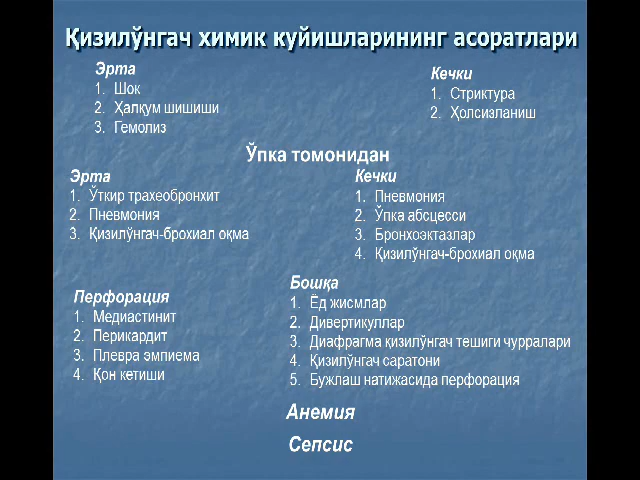 Қизилўнгач химик куйишларининг асоратлари
Эрта
1. Шок
2. Ҳалқум шишиши
3. Гемолиз
Кечки
1. Стриктура
2. Ҳолсизланиш
Ўпка томонидан
Эрта
1. Ўткир трахеобронхит
2. Пневмония
3. Қизилўнгач-брохиал оқма
Кечки
1. Пневмония
2. Ўпка абсцесси
3. Бронхоэктазлар
4. Қизилўнгач-брохиал оқма
Перфорация
1. Медиастинит
2. Перикардит
3. Плевра эмпиема
4. Қон кетиши
Бошқа
1. Ёд жисмлар
2. Дивертикуллар
3. Диафрагма қизилўнгач тешиги чурралари
4. Қизилўнгач саратони
5. Бужлаш натижасида перфорация
Анемия
Сепсис